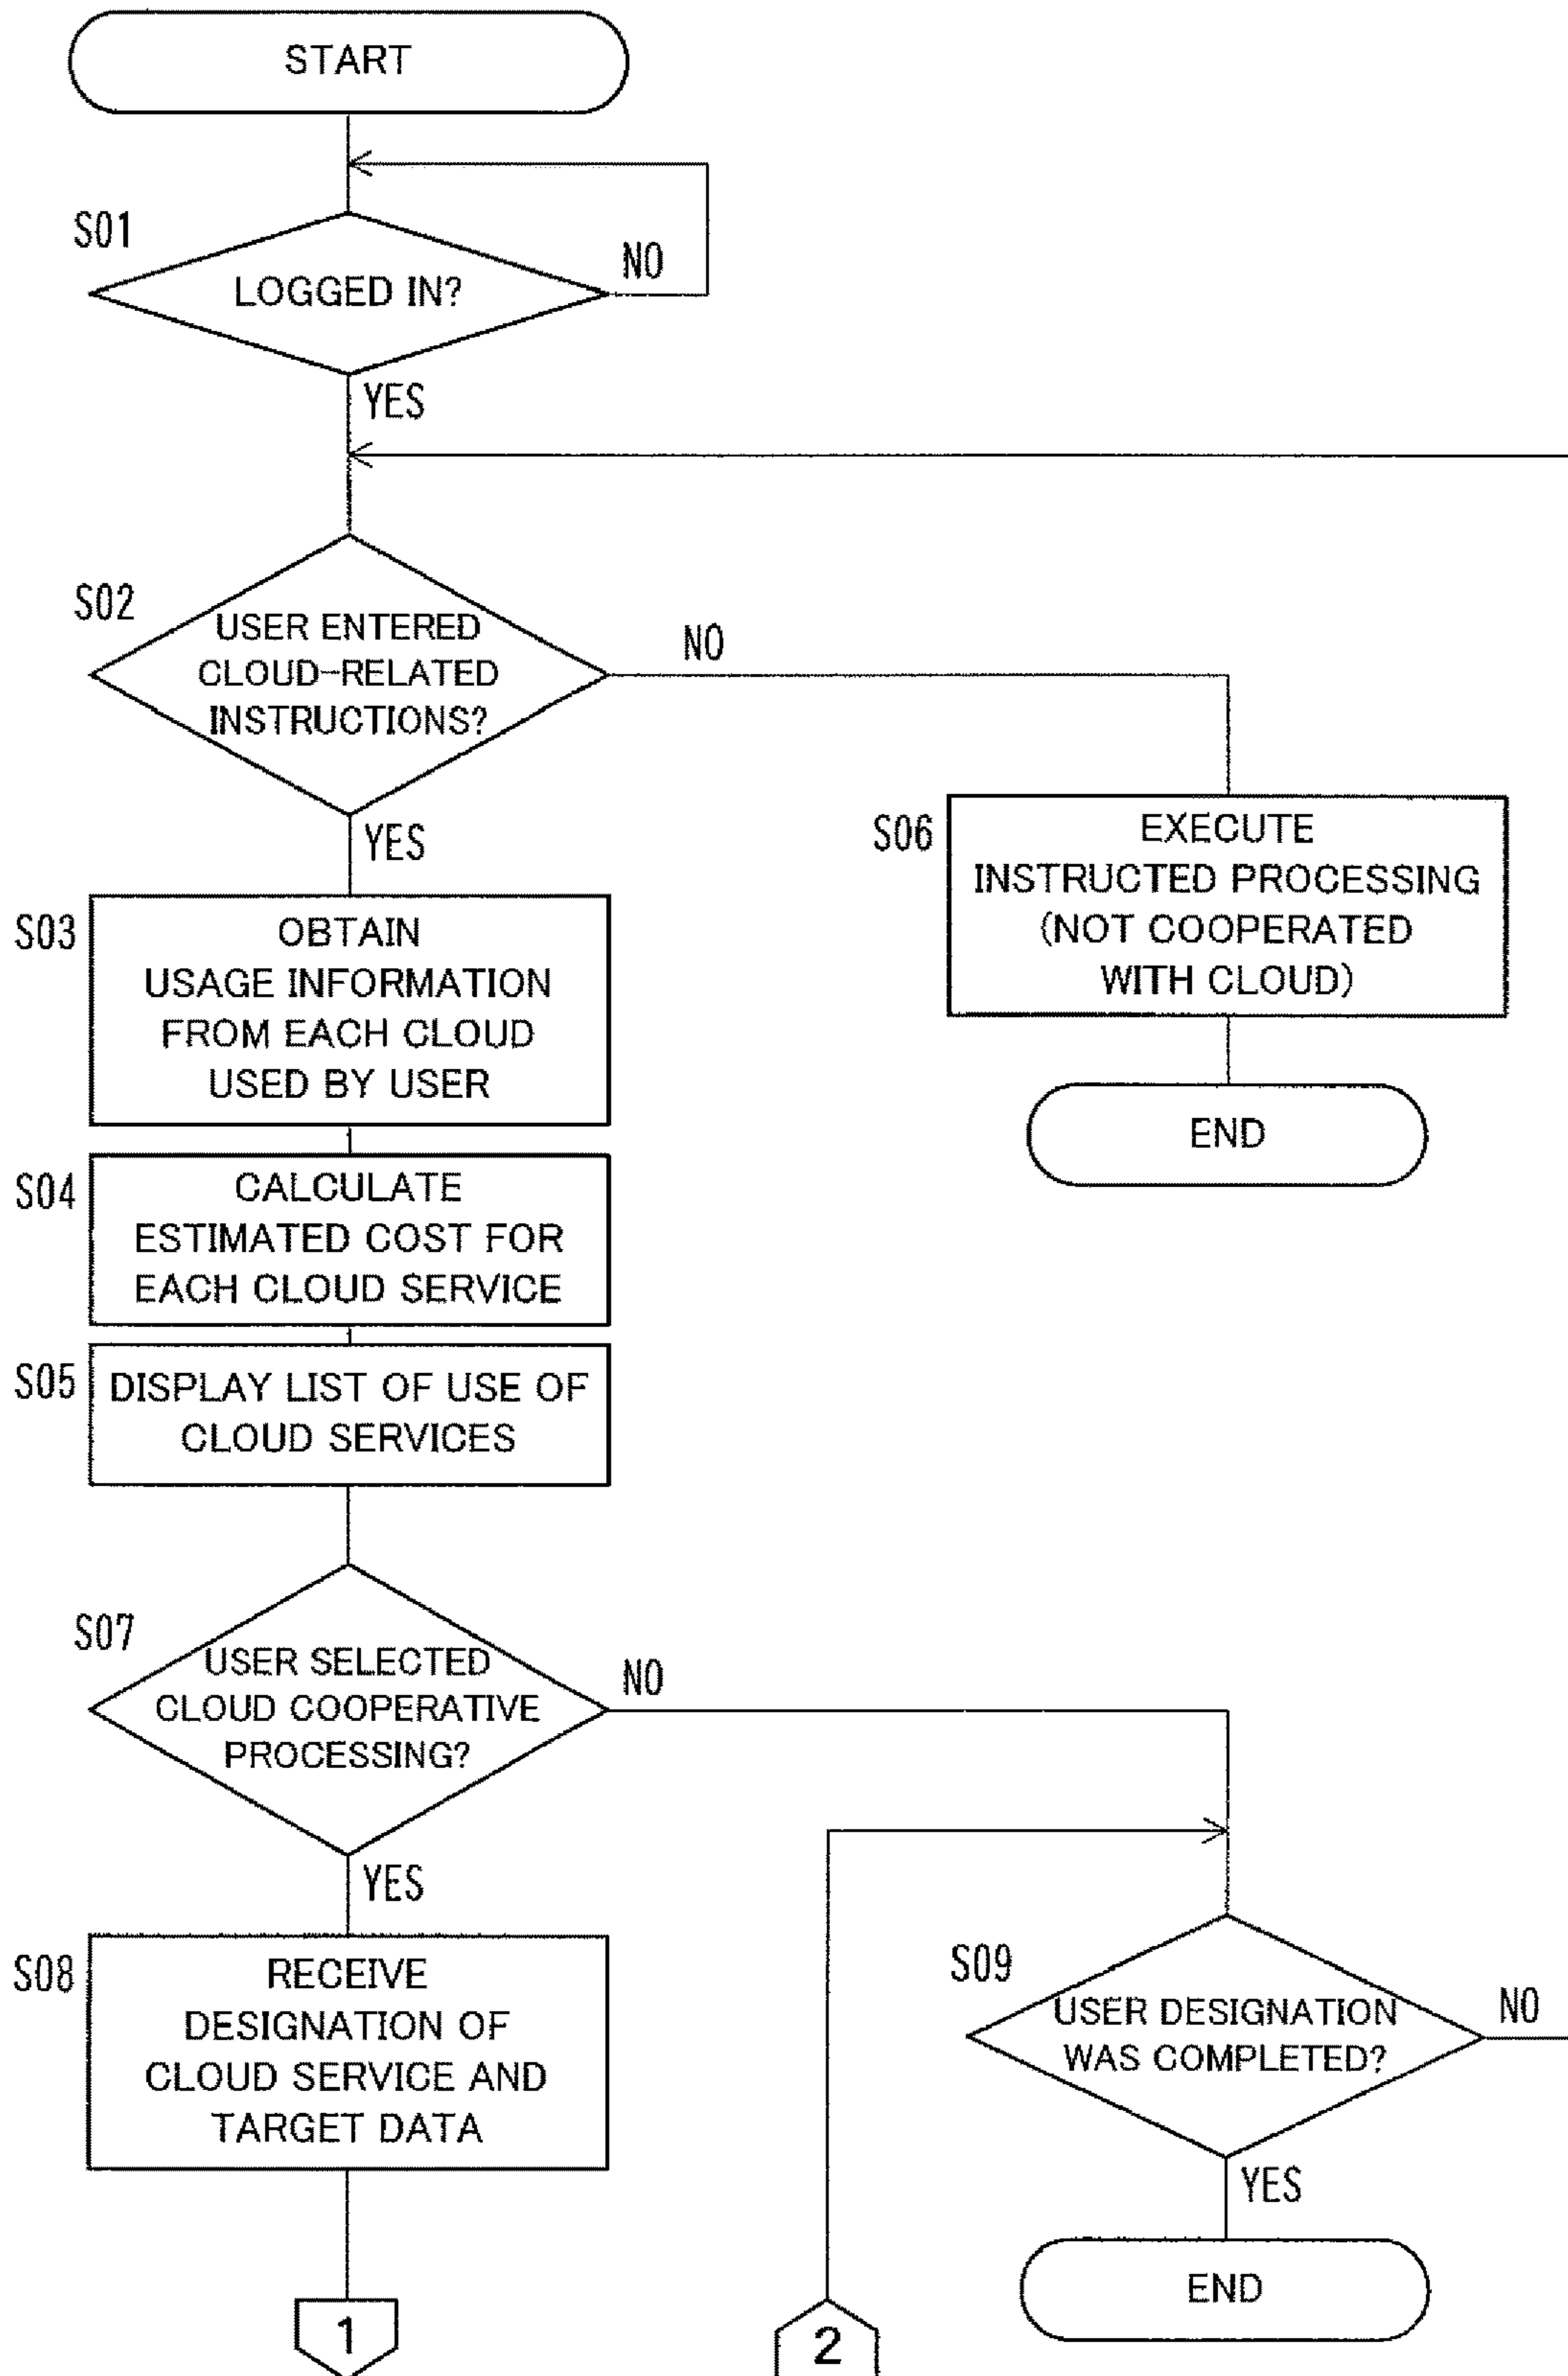 START
S01
LOGGED IN?
NO
YES
S02
USER ENTERED
CLOUD-RELATED
INSTRUCTIONS?
NO
YES
S03
OBTAIN
USAGE INFORMATION
FROM EACH CLOUD
USED BY USER
S06
EXECUTE
INSTRUCTED PROCESSING
(NOT COOPERATED
WITH CLOUD)
END
S04
CALCULATE
ESTIMATED COST FOR
EACH CLOUD SERVICE
S05
DISPLAY LIST OF USE OF
CLOUD SERVICES
S07
USER SELECTED
CLOUD COOPERATIVE
PROCESSING?
NO
YES
S08
RECEIVE
DESIGNATION OF
CLOUD SERVICE AND
TARGET DATA
S09
USER DESIGNATION
WAS COMPLETED?
NO
YES
END
1
2